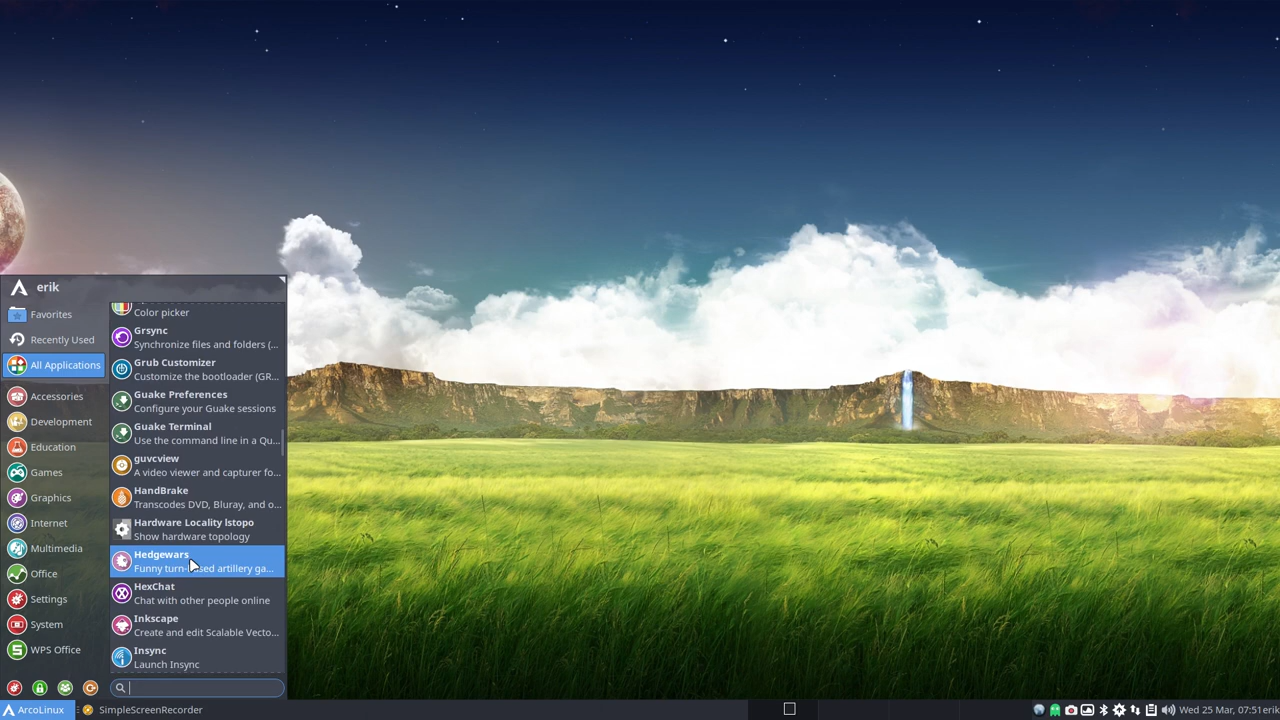 erik
Favorites
Recently Used
All Applications
Accessories
Development
Education
Games
Graphics
Internet
Multimedia
Office
Settings
System
WPS Office
Color picker
Grsync
Synchronize files and folders (...
Grub Customizer
Customize the bootloader (GR...
Guake Preferences
Configure your Guake sessions
Guake Terminal
Use the command line in a Qu...
guvcview
A video viewer and capturer fo...
HandBrake
Transcodes DVD, Bluray, and o...
Hardware Locality lstopo
Show hardware topology
Hedgewars
Funny turn-based artillery ga...
HexChat
Chat with other people online
Inkscape
Create and edit Scalable Vecto...
Insync
Launch Insync
ArcoLinux
SimpleScreenRecorder
Wed 25 Mar, 07:51 erik